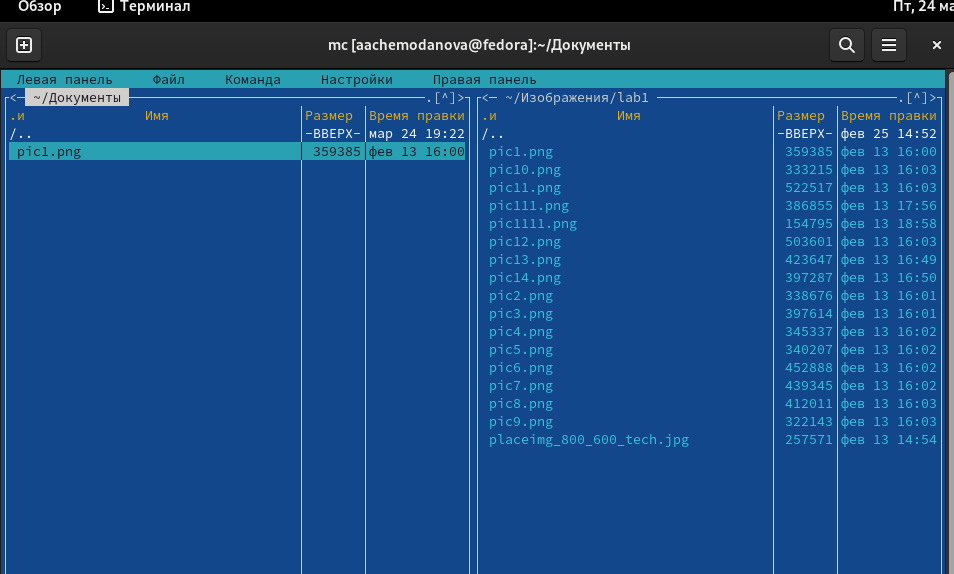 Обзор Терминал Пт, 24 ма
mc [aachemodanova@fedora]:~/Документы
Левая панель Файл Команда Настройки Правая панель
<─ ~/Документы .[^]>
.и Имя Размер Время правки
/.. -ВВЕРХ- мар 24 19:22
pic1.png 359385 фев 13 16:00
<─ ~/Изображения/lab1 .[^]>
.и Имя Размер Время правки
/.. -ВВЕРХ- фев 25 14:52
pic1.png 359385 фев 13 16:00
pic10.png 333215 фев 13 16:03
pic11.png 522517 фев 13 16:03
pic111.png 386855 фев 13 17:56
pic1111.png 154795 фев 13 18:58
pic12.png 503601 фев 13 16:03
pic13.png 423647 фев 13 16:49
pic14.png 397287 фев 13 16:50
pic2.png 338676 фев 13 16:01
pic3.png 397614 фев 13 16:01
pic4.png 345337 фев 13 16:02
pic5.png 340207 фев 13 16:02
pic6.png 452888 фев 13 16:02
pic7.png 439345 фев 13 16:02
pic8.png 412011 фев 13 16:03
pic9.png 322143 фев 13 16:03
placeimg_800_600_tech.jpg 257571 фев 13 14:54